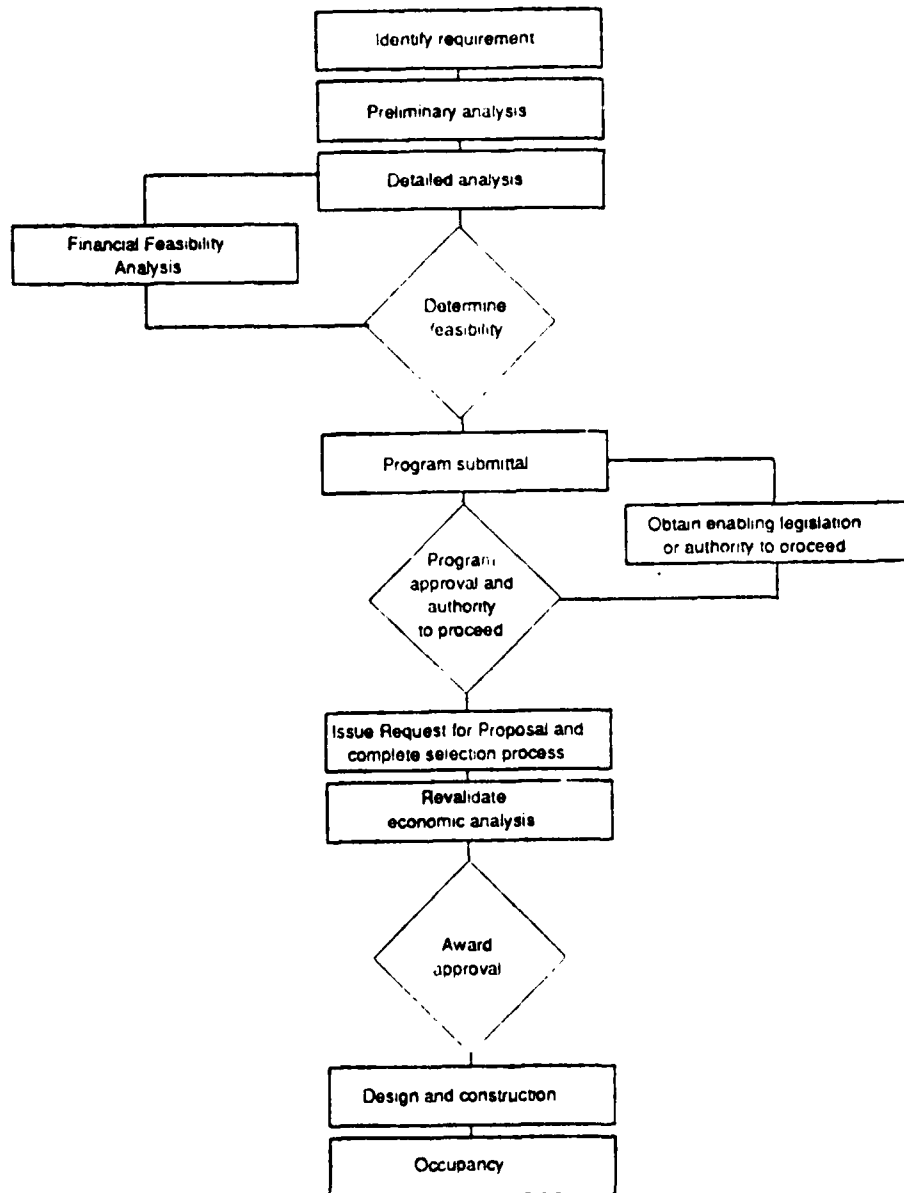 Identify requirement
Preliminary analysis
Detailed analysis
Financial Feasibility
Analysis
Determine
feasibility
Program submittal
Obtain enabling legislation
or authority to proceed
Program
approval and
authority
to proceed
Issue Request for Proposal and
complete selection process
Revalidate
economic analysis
Award
approval
Design and construction
Occupancy